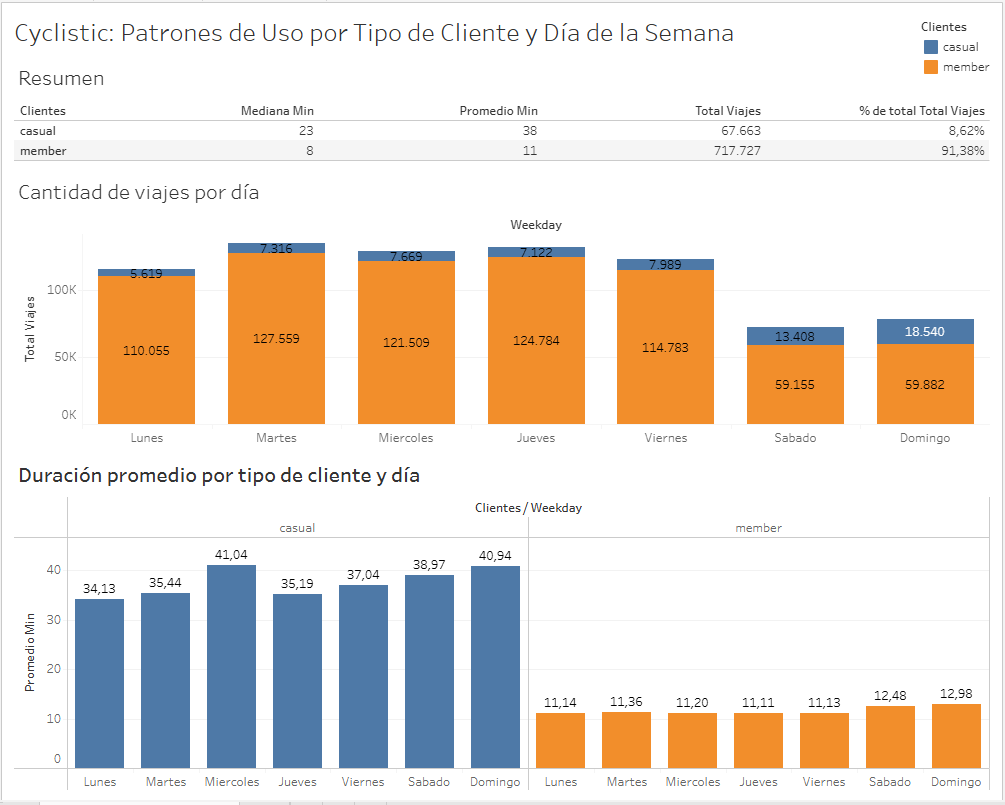 Cyclistic: Patrones de Uso por Tipo de Cliente y Día de la Semana
Clientes
casual
member
Resumen
Clientes Mediana Min Promedio Min Total Viajes % de total Total Viajes
casual 23 38 67.663 8,62%
member 8 11 717.727 91,38%
Cantidad de viajes por día
Weekday
Total Viajes
100K
50K
0K
5.619 7.316 7.669 7.122 7.989 13.408 18.540
110.055 127.559 121.509 124.784 114.783 59.155 59.882
Lunes Martes Miercoles Jueves Viernes Sabado Domingo
Duración promedio por tipo de cliente y día
Clientes / Weekday
casual member
Promedio Min
40
30
20
10
0
34,13 35,44 41,04 35,19 37,04 38,97 40,94 11,14 11,36 11,20 11,11 11,13 12,48 12,98
Lunes Martes Miercoles Jueves Viernes Sabado Domingo Lunes Martes Miercoles Jueves Viernes Sabado Domingo